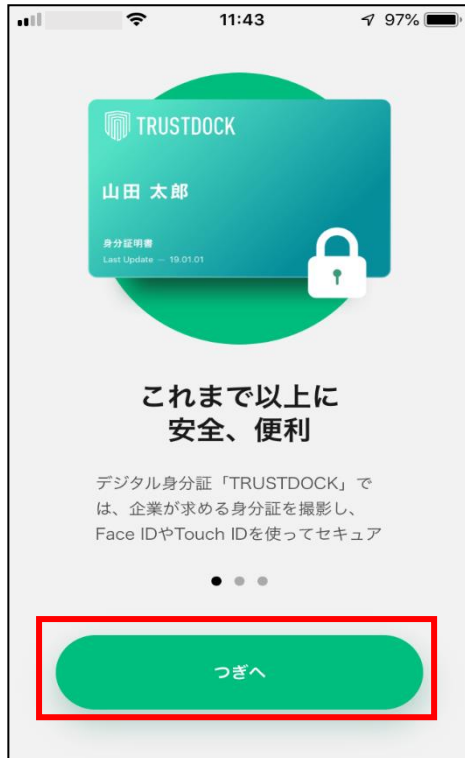 11:43
97%
TRUSTDOCK
山田 太郎
身分証明書
Last Update — 19.01.01
これまで以上に
安全、便利
デジタル身分証「TRUSTDOCK」で
は、企業が求める身分証を撮影し、
Face IDやTouch IDを使ってセキュア
つぎへ